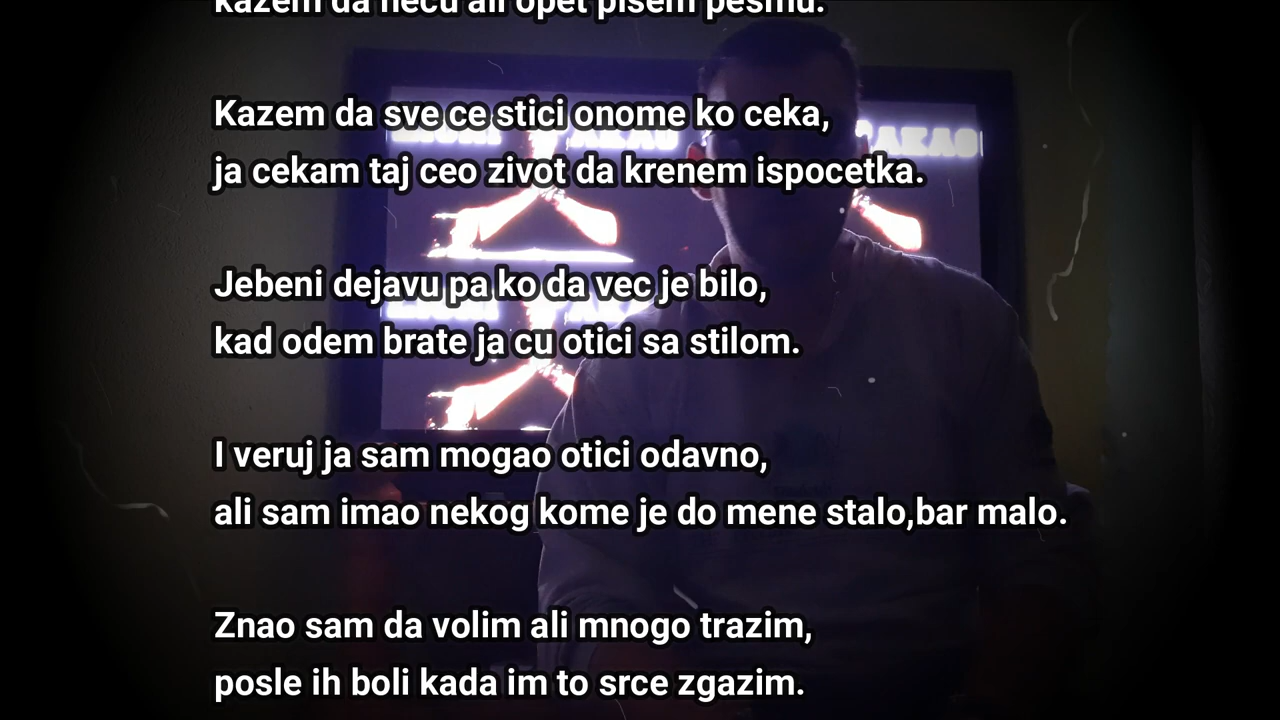 kazem da necu ali opet pisem pesmu.
Kazem da sve ce stici onome ko ceka,
ja cekam taj ceo zivot da krenem ispocetka.
Jebeni dejavu pa ko da vec je bilo,
kad odem brate ja cu otici sa stilom.
I veruj ja sam mogao otici odavno,
ali sam imao nekog kome je do mene stalo,bar malo.
Znao sam da volim ali mnogo trazim,
posle ih boli kada im to srce zgazim.